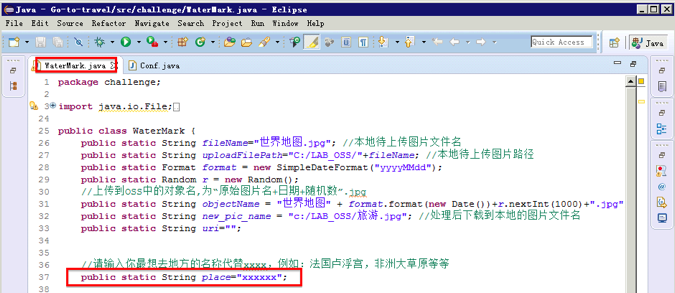 Java - Go-to-travel/src/challenge/WaterMark.java - Eclipse
File Edit Source Refactor Navigate Search Project Run Window Help
Quick Access
Java
WaterMark.java
Conf.java
1 package challenge;
2
3 import java.io.File;
24
25 public class WaterMark {
26 public static String fileName="世界地图.jpg"; //本地待上传图片文件名
27 public static String uploadFilePath="C:/LAB_OSS/"+fileName; //本地待上传图片路径
28 public static Format format = new SimpleDateFormat("yyyyMMdd");
29 public static Random r = new Random();
30 //上传到oss中的对象名,为"原始图片名+日期+随机数".jpg
31 public static String objectName = "世界地图" + format.format(new Date())+r.nextInt(1000)+".jpg"
32 public static String new_pic_name = "c:/LAB_OSS/旅游.jpg"; //处理后下载到本地的图片文件名
33 public static String uri="";
34
35
36 //请输入你最想去地方的名称代替xxxx，例如：法国卢浮宫，非洲大草原等等
37 public static String place="xxxxxx";
38